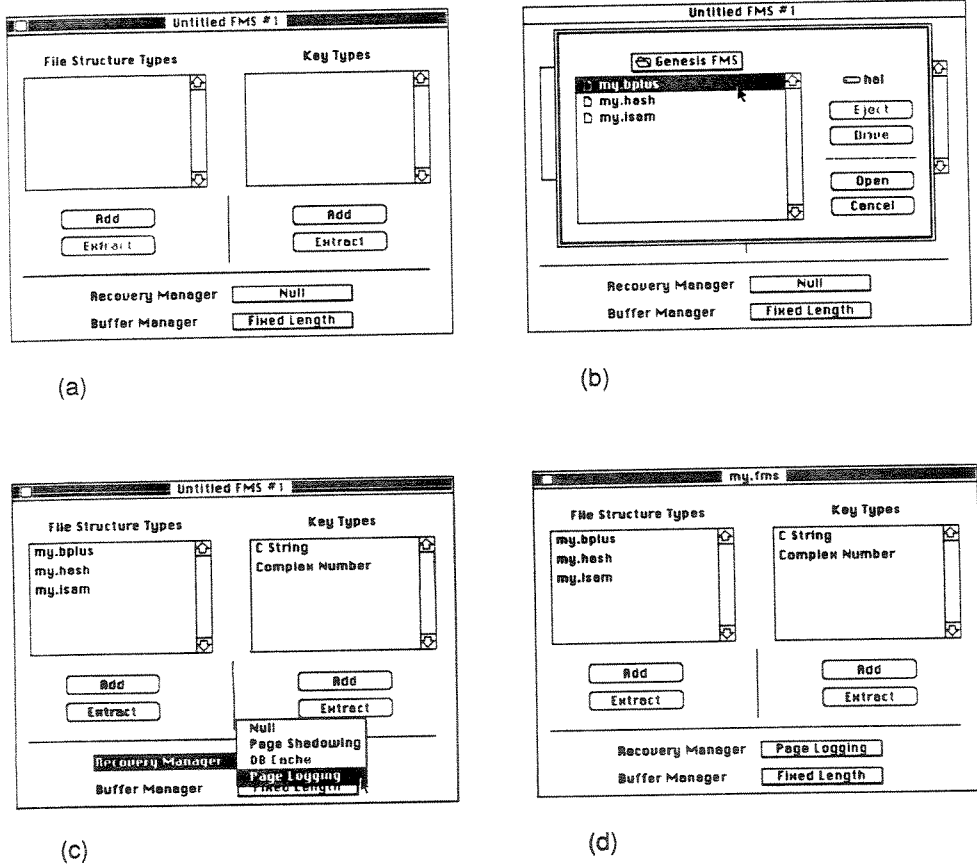 Untitled FMS #1
File Structure Types
Key Types
Add
Extract
Add
Extract
Recovery Manager
Null
Buffer Manager
Fixed Length
(a)
Untitled FMS #1
Genesis FMS
my.bplus
my.hash
my.isam
hal
Eject
Drive
Open
Cancel
Recovery Manager
Null
Buffer Manager
Fixed Length
(b)
Untitled FMS #1
File Structure Types
Key Types
my.bplus
my.hash
my.isam
C String
Complex Number
Add
Extract
Add
Extract
Null
Page Shadowing
DB Cache
Page Logging
Recovery Manager
Buffer Manager
Fixed Length
(c)
my.fms
File Structure Types
Key Types
my.bplus
my.hash
my.isam
C String
Complex Number
Add
Extract
Add
Extract
Recovery Manager
Page Logging
Buffer Manager
Fixed Length
(d)